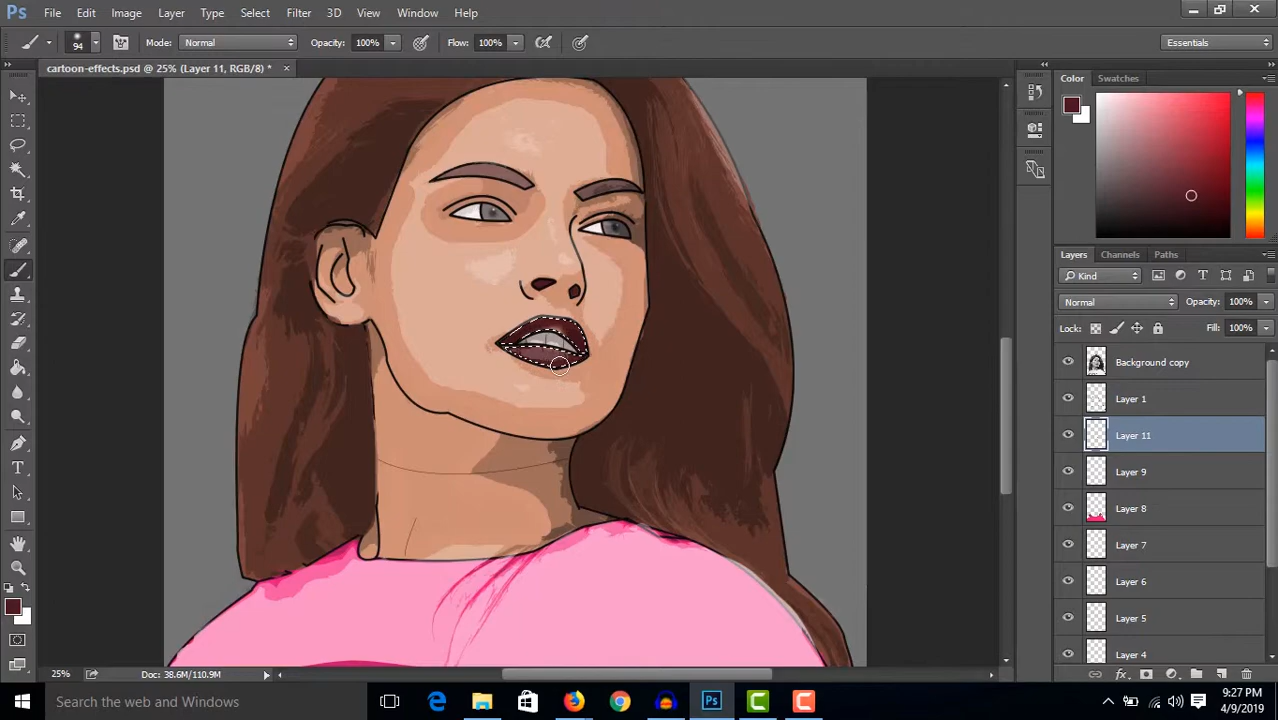 Ps File Edit Image Layer Type Select Filter 3D View Window Help
94 Mode: Normal Opacity: 100% Flow: 100% Essentials
cartoon-effects.psd @ 25% (Layer 11, RGB/8) *
Color Swatches
Layers Channels Paths
Kind
Normal Opacity: 100%
Lock: Fill: 100%
Background copy
Layer 1
Layer 11
Layer 9
Layer 8
Layer 7
Layer 6
Layer 5
Layer 4
25% Doc: 38.6M/110.9M
Search the web and Windows
Ps
9:27 PM
4/9/2019